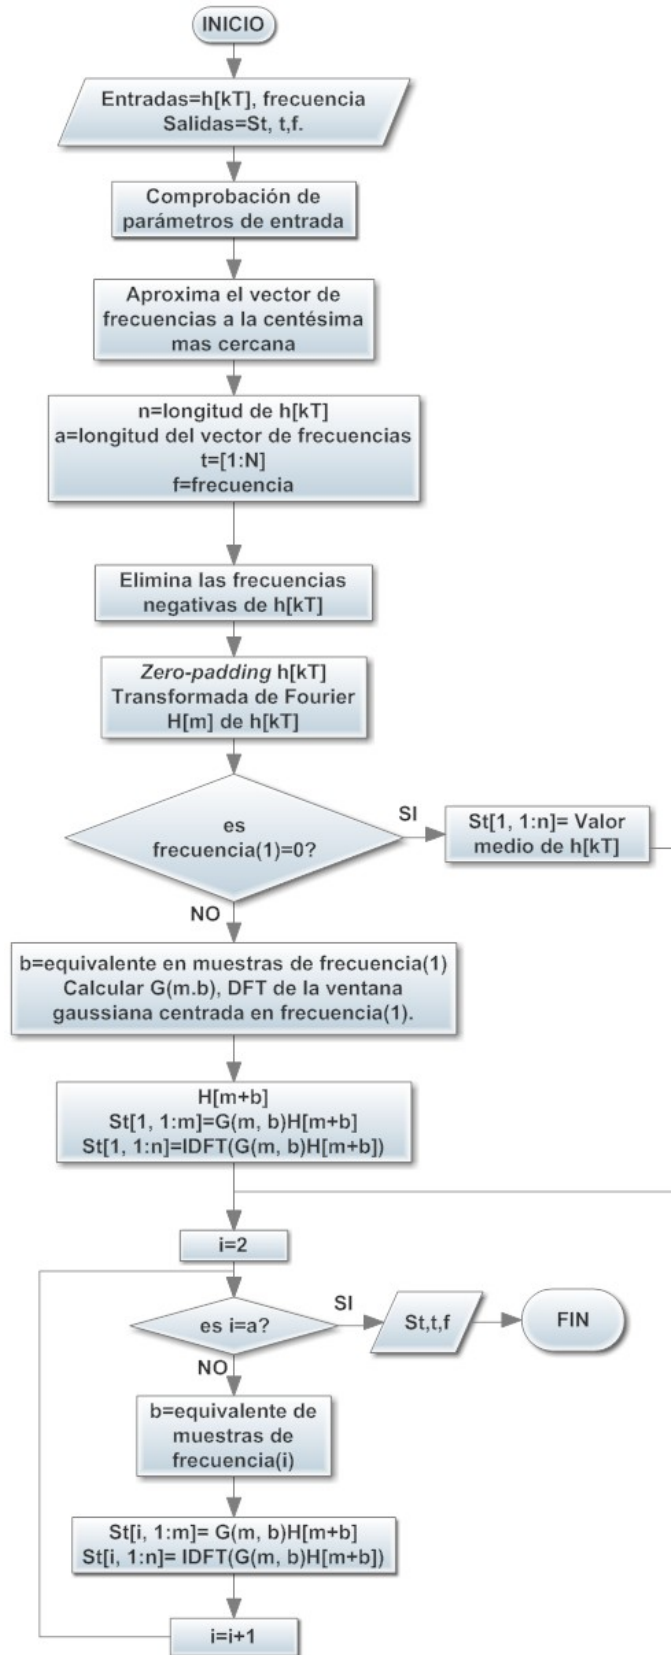 INICIO
Entradas=h[kT], frecuencia
Salidas=St, t,f.
Comprobación de
parámetros de entrada
Aproxima el vector de
frecuencias a la centésima
mas cercana
n=longitud de h[kT]
a=longitud del vector de frecuencias
t=[1:N]
f=frecuencia
Elimina las frecuencias
negativas de h[kT]
Zero-padding h[kT]
Transformada de Fourier
H[m] de h[kT]
es
frecuencia(1)=0?
SI
St[1, 1:n]= Valor
medio de h[kT]
NO
b=equivalente en muestras de frecuencia(1)
Calcular G(m.b), DFT de la ventana
gaussiana centrada en frecuencia(1).
H[m+b]
St[1, 1:m]=G(m, b)H[m+b]
St[1, 1:n]=IDFT(G(m, b)H[m+b])
i=2
es i=a?
SI
St,t,f
FIN
NO
b=equivalente de
muestras de
frecuencia(i)
St[i, 1:m]= G(m, b)H[m+b]
St[i, 1:n]= IDFT(G(m, b)H[m+b])
i=i+1